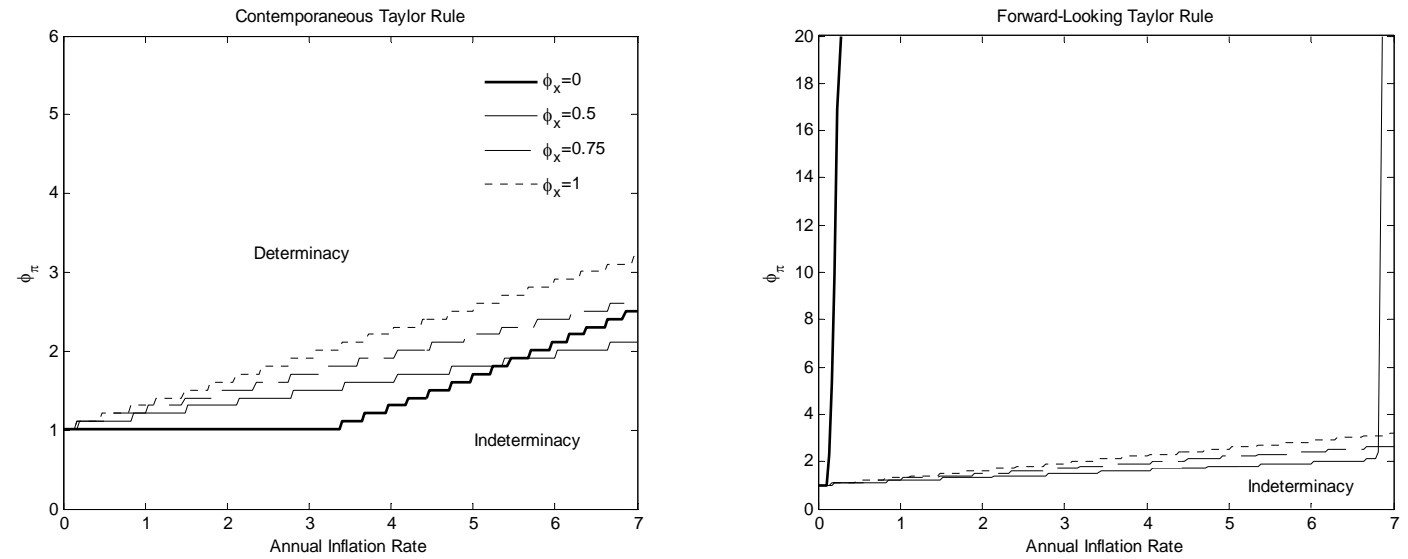 Contemporaneous Taylor Rule
6
5
4
3
2
1
0
ϕπ
ϕx=0
ϕx=0.5
ϕx=0.75
ϕx=1
Determinacy
Indeterminacy
0 1 2 3 4 5 6 7
Annual Inflation Rate
Forward-Looking Taylor Rule
20
18
16
14
12
10
8
6
4
2
0
ϕπ
Indeterminacy
0 1 2 3 4 5 6 7
Annual Inflation Rate